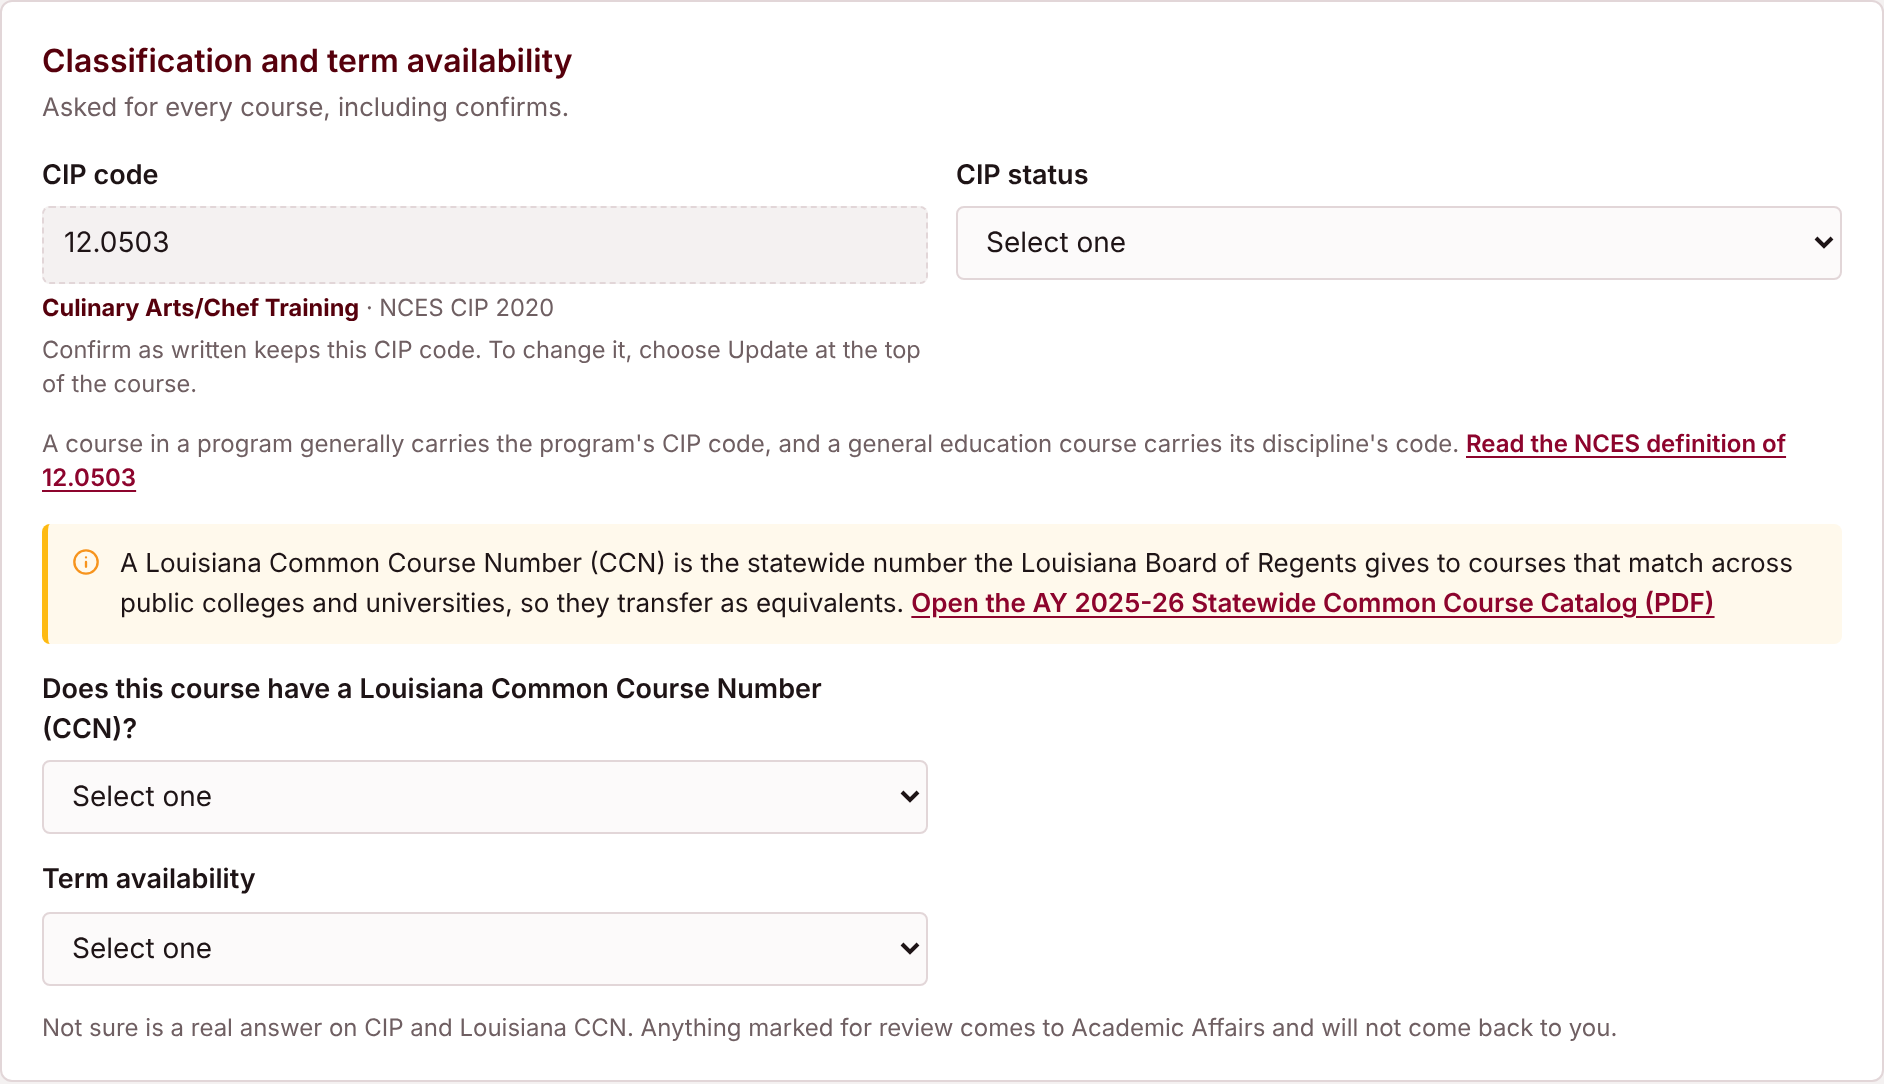 Classification and term availability
Asked for every course, including confirms.
CIP code
12.0503
Culinary Arts/Chef Training · NCES CIP 2020
Confirm as written keeps this CIP code. To change it, choose Update at the top
of the course.
CIP status
Select one
A course in a program generally carries the program's CIP code, and a general education course carries its discipline's code. Read the NCES definition of
12.0503
A Louisiana Common Course Number (CCN) is the statewide number the Louisiana Board of Regents gives to courses that match across
public colleges and universities, so they transfer as equivalents. Open the AY 2025-26 Statewide Common Course Catalog (PDF)
Does this course have a Louisiana Common Course Number
(CCN)?
Select one
Term availability
Select one
Not sure is a real answer on CIP and Louisiana CCN. Anything marked for review comes to Academic Affairs and will not come back to you.